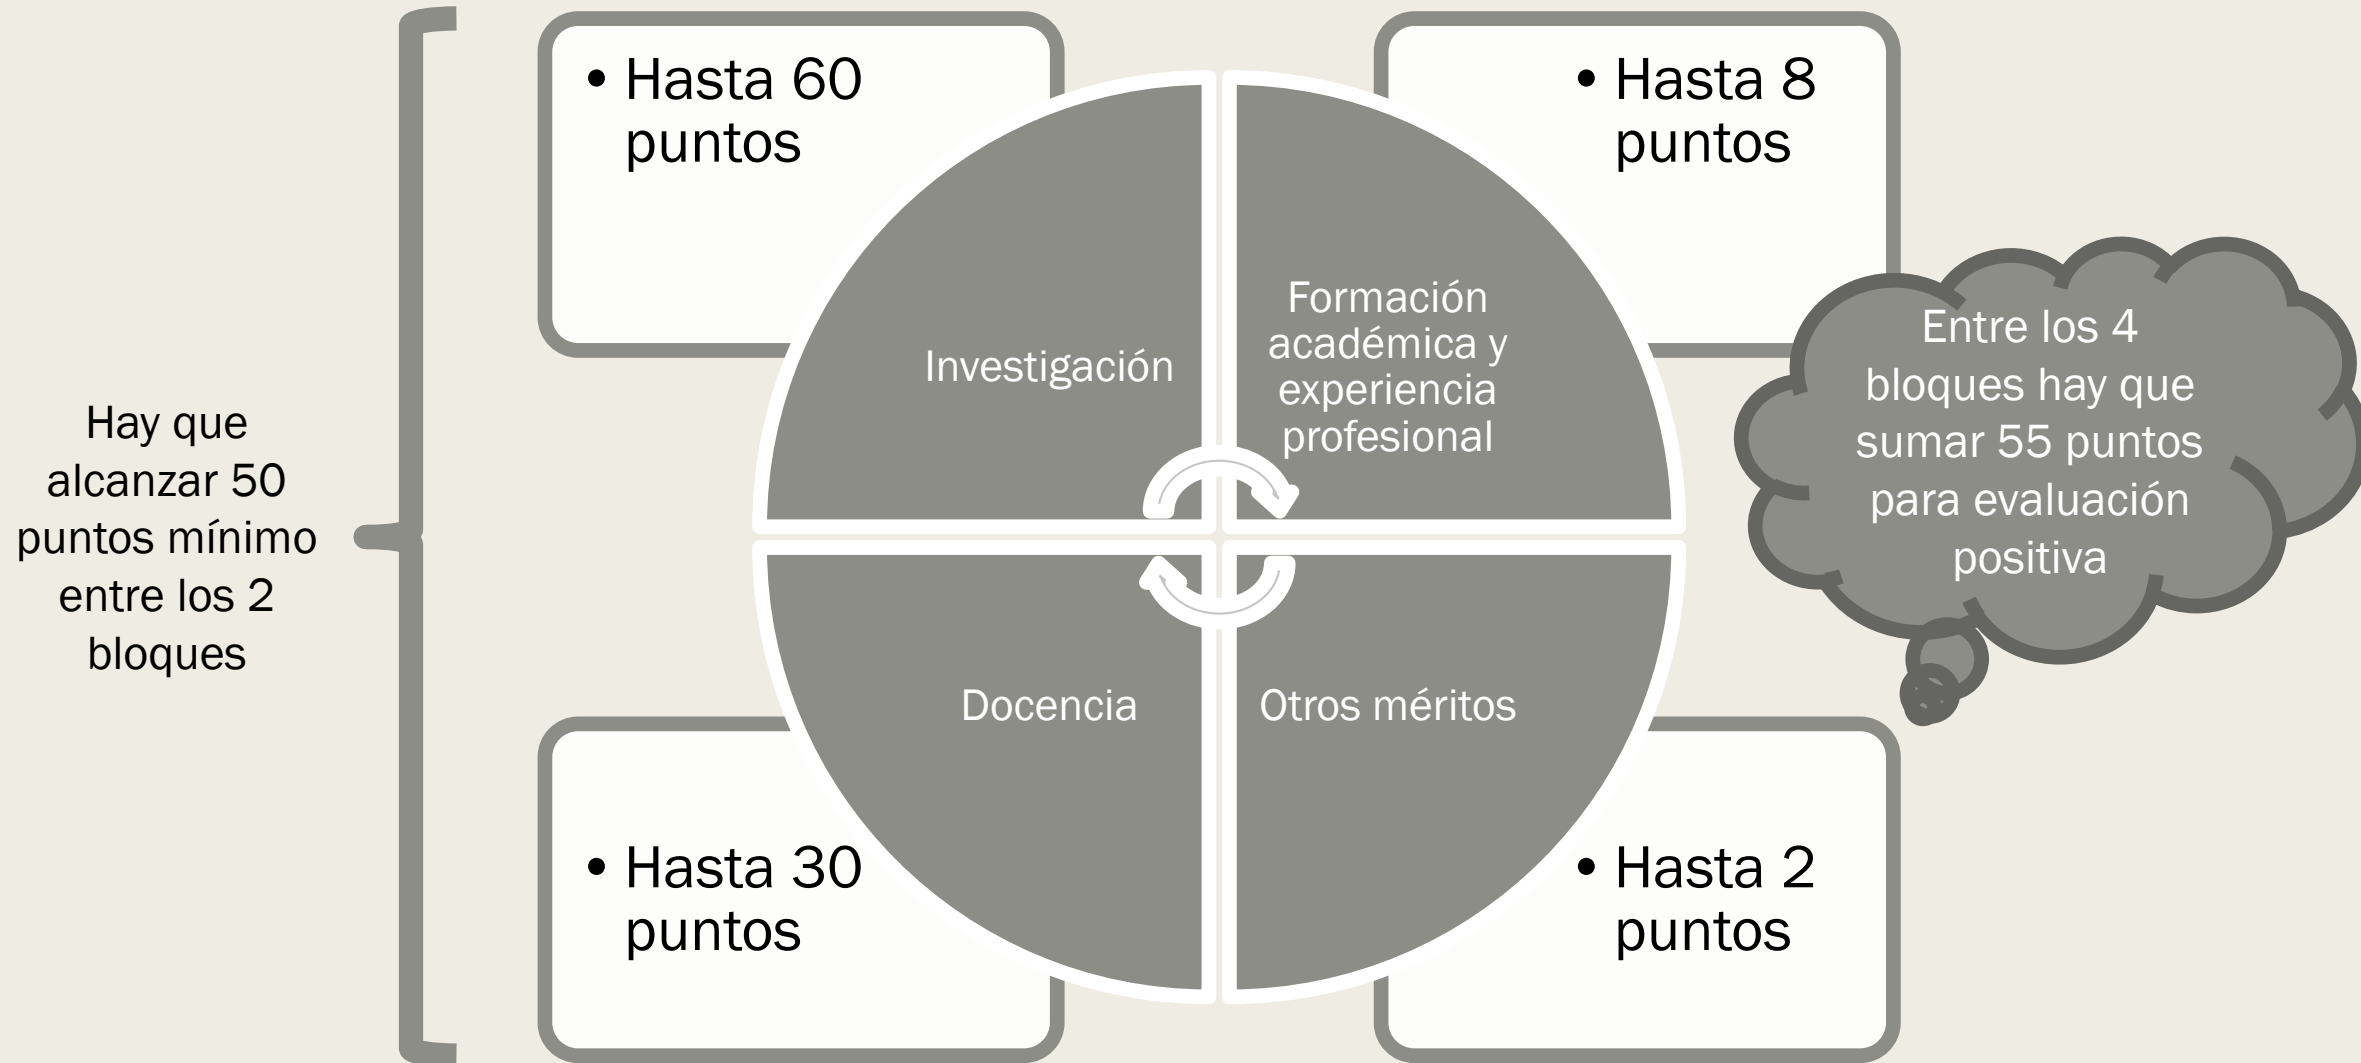 Hay que
alcanzar 50
puntos mínimo
entre los 2
bloques
• Hasta 60
puntos
• Hasta 8
puntos
Investigación
Formación
académica y
experiencia
profesional
Entre los 4
bloques hay que
sumar 55 puntos
para evaluación
positiva
Docencia
Otros méritos
• Hasta 30
puntos
• Hasta 2
puntos